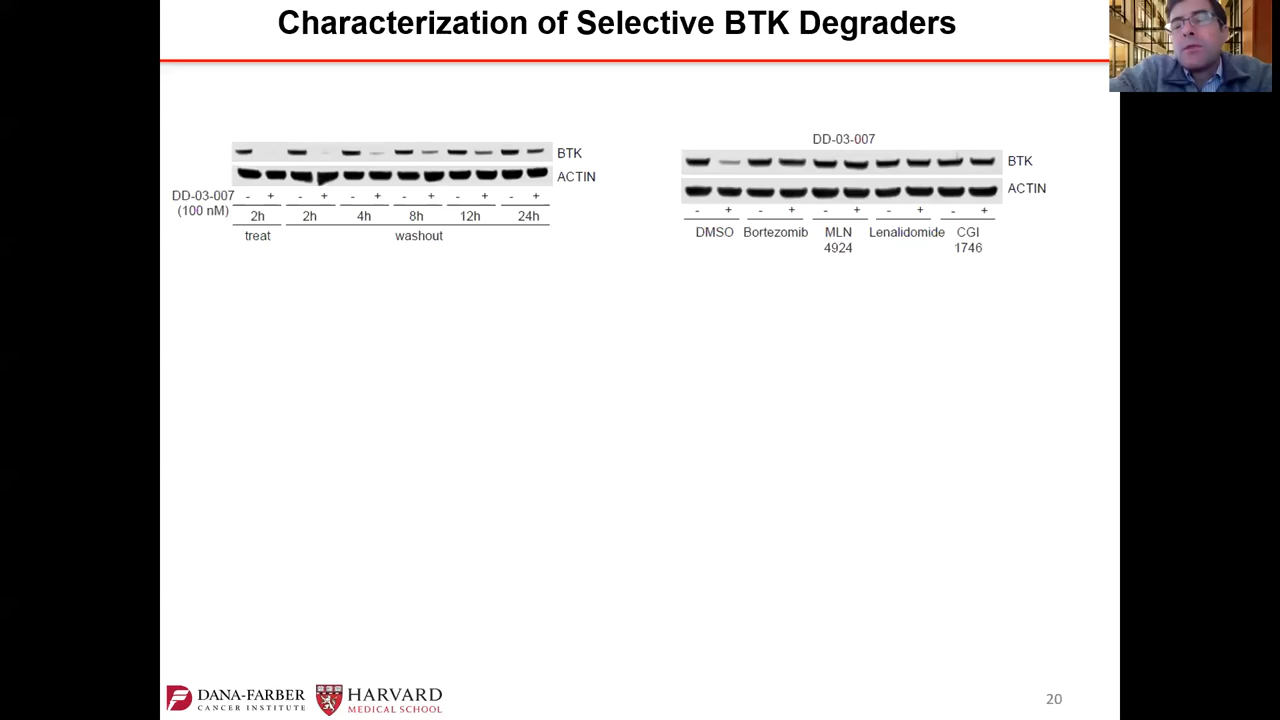 Characterization of Selective BTK Degraders
BTK
ACTIN
DD-03-007
(100 nM)
- + - + - + - + - + - +
2h 2h 4h 8h 12h 24h
treat washout
DD-03-007
BTK
ACTIN
- + - + - + - + - +
DMSO Bortezomib MLN 4924 Lenalidomide CGI 1746
DANA-FARBER
CANCER INSTITUTE
HARVARD
MEDICAL SCHOOL
20